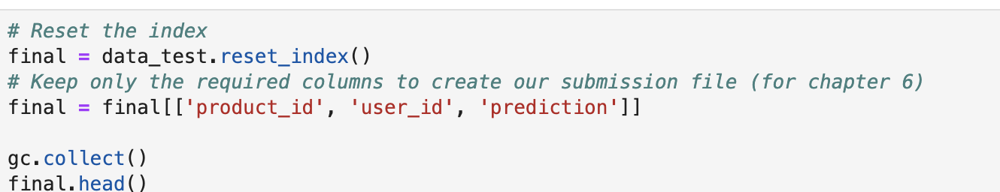 # Reset the index
final = data_test.reset_index()
# Keep only the required columns to create our submission file (for chapter 6)
final = final[['product_id', 'user_id', 'prediction']]
gc.collect()
final.head()